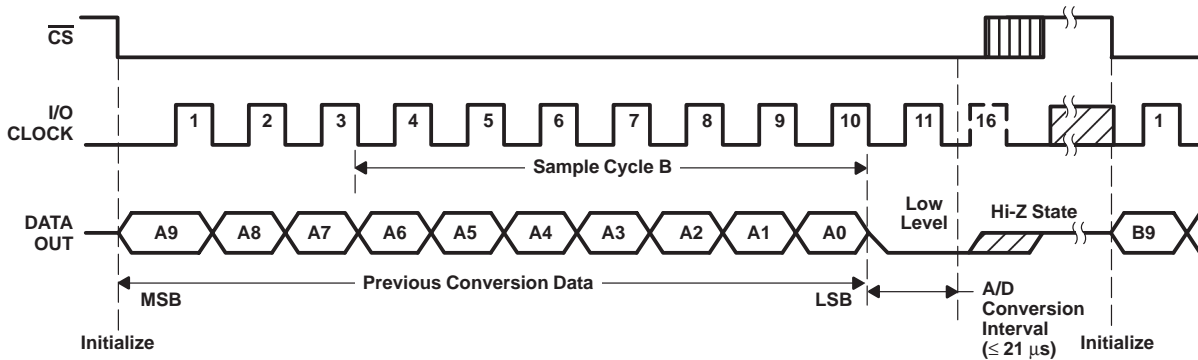 CS
I/O
CLOCK
1 2 3 4 5 6 7 8 9 10 11 16 1
Sample Cycle B
DATA
OUT
A9 A8 A7 A6 A5 A4 A3 A2 A1 A0
Low
Level
Hi-Z State
B9
Previous Conversion Data
MSB
LSB
A/D
Conversion
Interval
(≤ 21 μs)
Initialize
Initialize